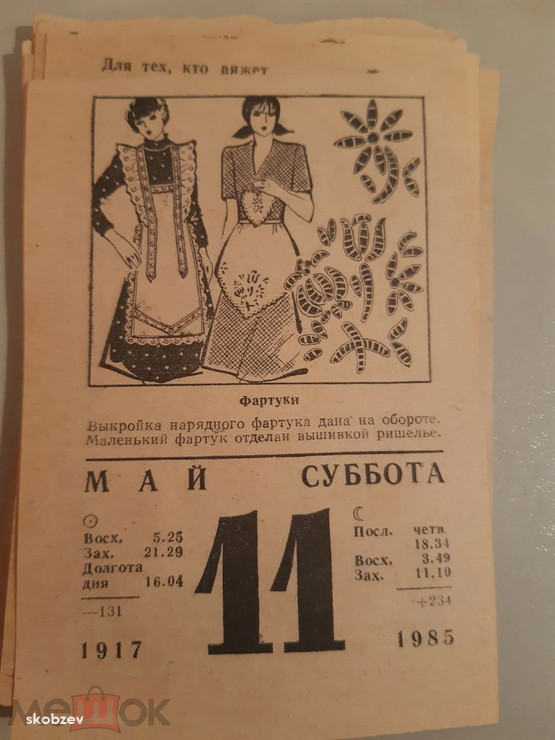 Для тех, кто вяжет
Фартуки
Выкройка нарядного фартука дана на обороте.
Маленький фартук отделан вышивкой ришелье.
МАЙ СУББОТА
Восх. 5.25
Зах. 21.29
Долгота
дня 16.04
—131
1917
11
Посл. четв.
18.34
Восх. 3.49
Зах. 11.10
+234
1985
мешок
skobzev